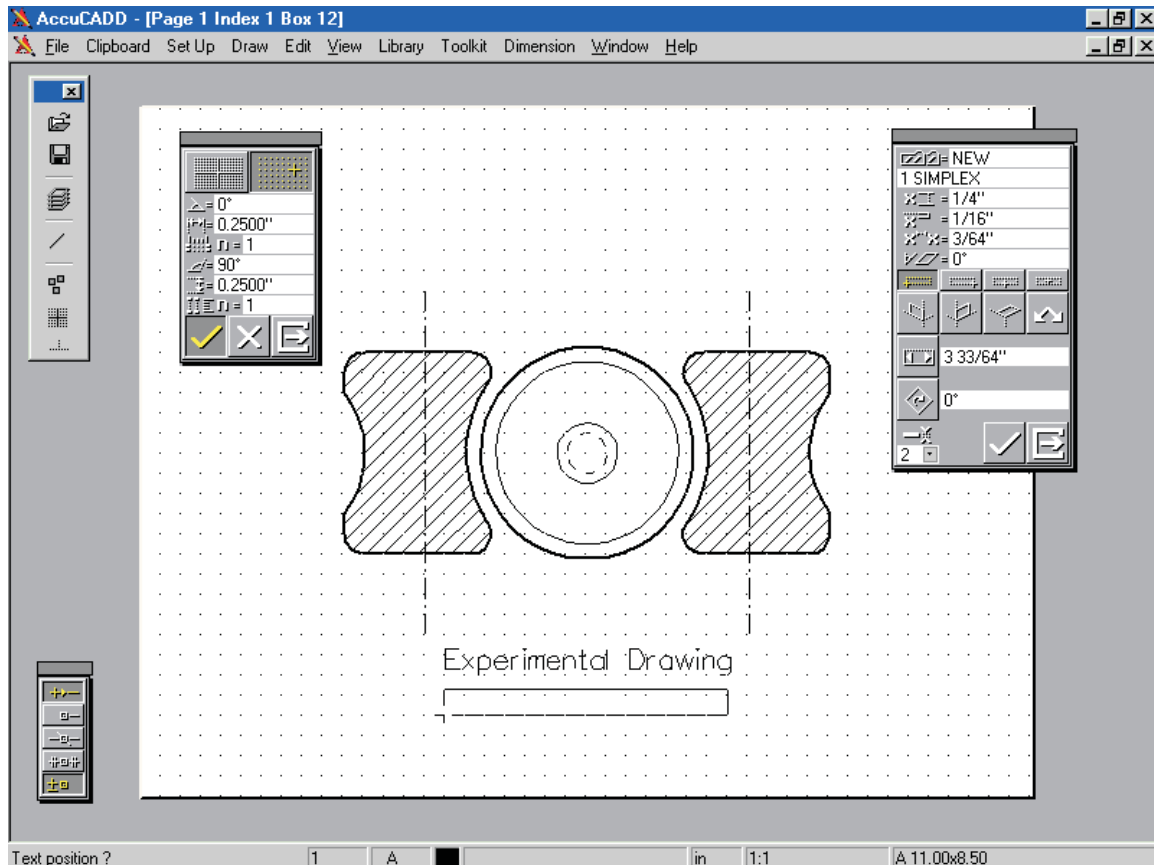 AccuCADD - [Page 1 Index 1 Box 12]
File Clipboard Set Up Draw Edit View Library Toolkit Dimension Window Help
= 0°
= 0.2500"
n = 1
= 90°
= 0.2500"
n = 1
= NEW
1 SIMPLEX
= 1/4"
= 1/16"
= 3/64"
= 0°
3 33/64"
0°
2
Experimental Drawing
Text position ? 1 A in 1:1 A 11.00x8.50